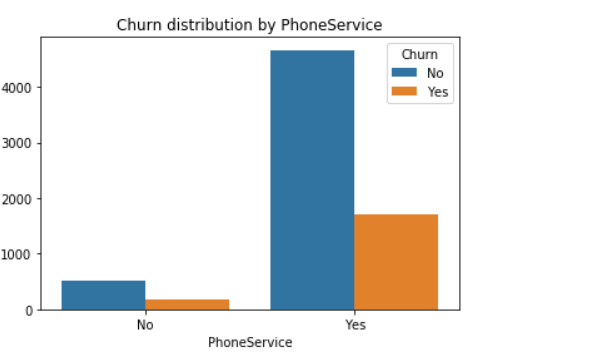 Churn distribution by PhoneService
Churn
No
Yes
4000
3000
2000
1000
0
No Yes
PhoneService